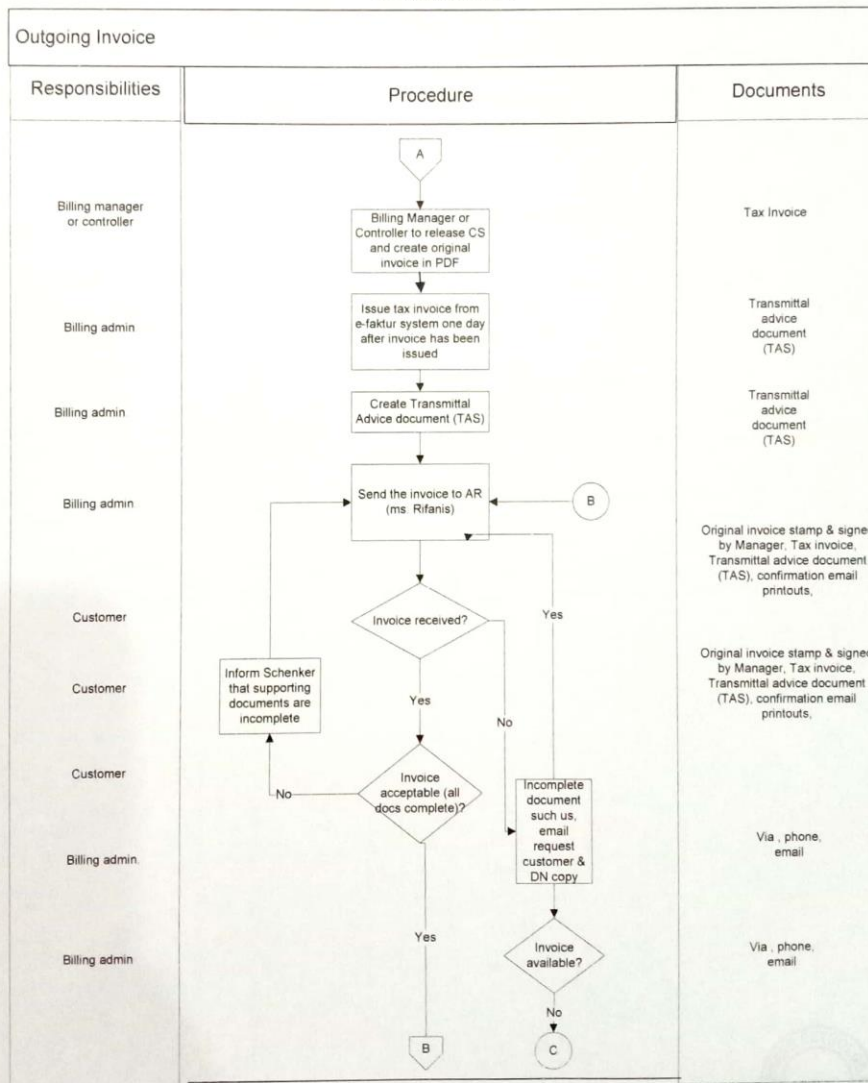 Outgoing Invoice
Responsibilities
Procedure
Documents
A
Billing manager
or controller
Billing Manager or
Controller to release CS
and create original
invoice in PDF
Tax Invoice
Billing admin
Issue tax invoice from
e-faktur system one day
after invoice has been
issued
Transmittal
advice
document
(TAS)
Billing admin
Create Transmittal
Advice document (TAS)
Transmittal
advice
document
(TAS)
Billing admin
Send the invoice to AR
(ms. Rifanis)
B
Original invoice stamp & signed
by Manager, Tax invoice,
Transmittal advice document
(TAS), confirmation email
printouts,
Customer
Invoice received?
Yes
Customer
Inform Schenker
that supporting
documents are
incomplete
Yes
No
Original invoice stamp & signed
by Manager, Tax invoice,
Transmittal advice document
(TAS), confirmation email
printouts,
Customer
No
Invoice
acceptable (all
docs complete)?
Billing admin.
Incomplete
document
such us,
email
request
customer &
DN copy
Via , phone,
email
Yes
Billing admin
Invoice
available?
Via , phone,
email
No
B
C